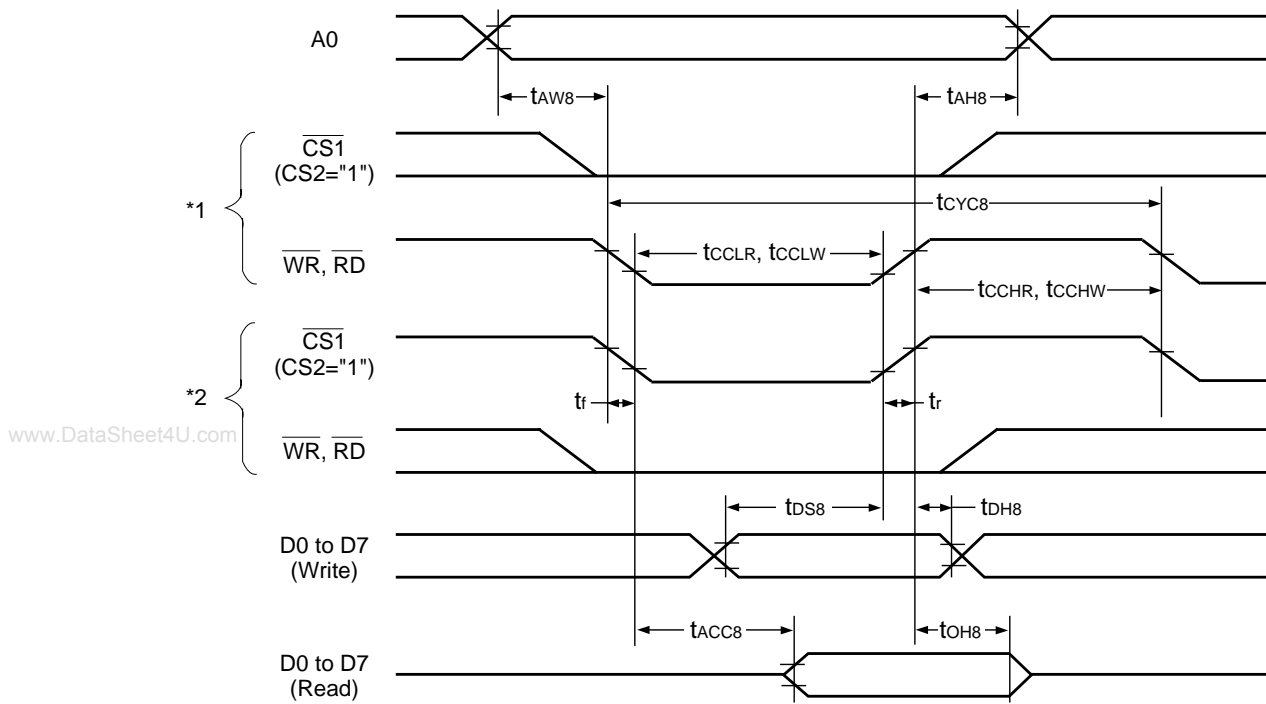 A0
tAW8
tAH8
*1
CS1
(CS2="1")
tCYC8
WR, RD
tCCLR, tCCLW
tCCHR, tCCHW
*2
CS1
(CS2="1")
tf
tr
www.DataSheet4U.com
WR, RD
tDS8
tDH8
D0 to D7
(Write)
tACC8
tOH8
D0 to D7
(Read)